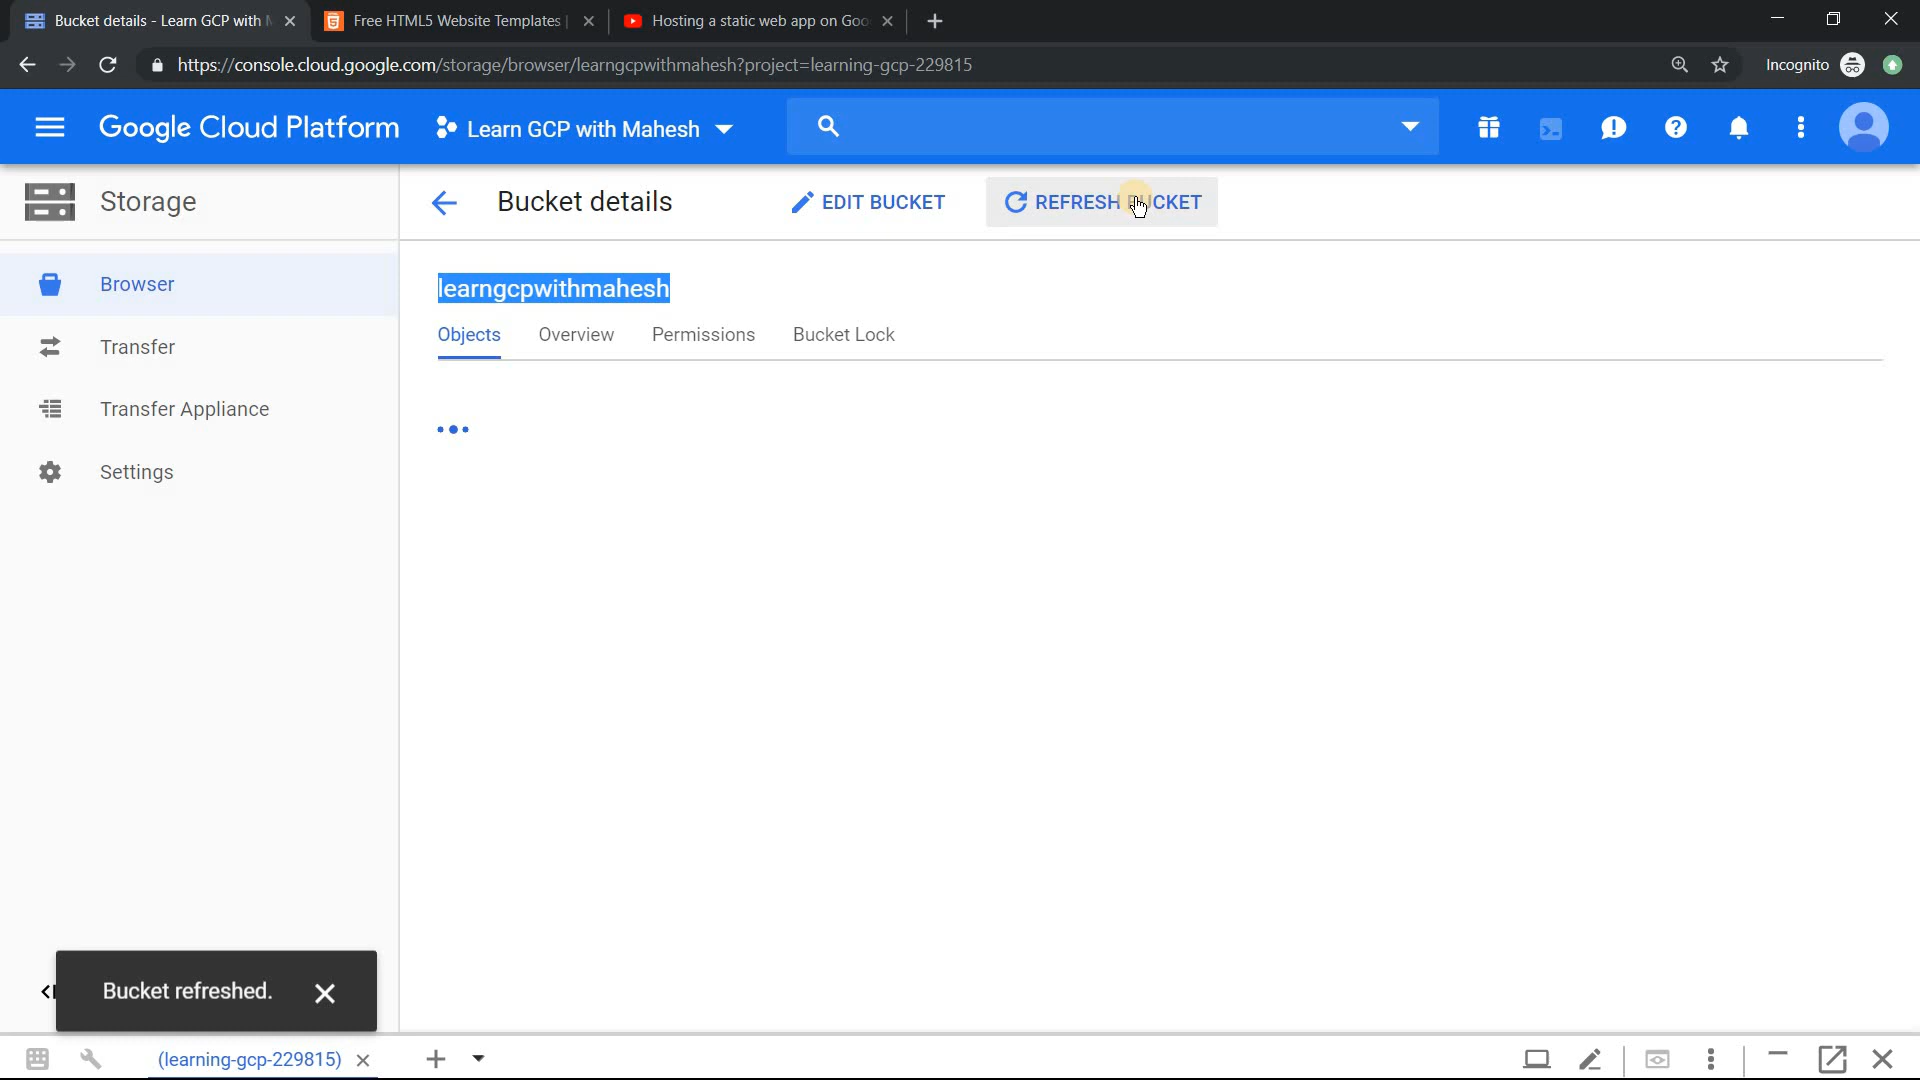 Bucket details - Learn GCP with
Free HTML5 Website Templates
Hosting a static web app on Goo
https://console.cloud.google.com/storage/browser/learngcpwithmahesh?project=learning-gcp-229815
Incognito
Google Cloud Platform
Learn GCP with Mahesh
Storage
Bucket details
EDIT BUCKET
REFRESH BUCKET
Browser
Transfer
Transfer Appliance
Settings
learngcpwithmahesh
Objects
Overview
Permissions
Bucket Lock
Bucket refreshed.
(learning-gcp-229815)